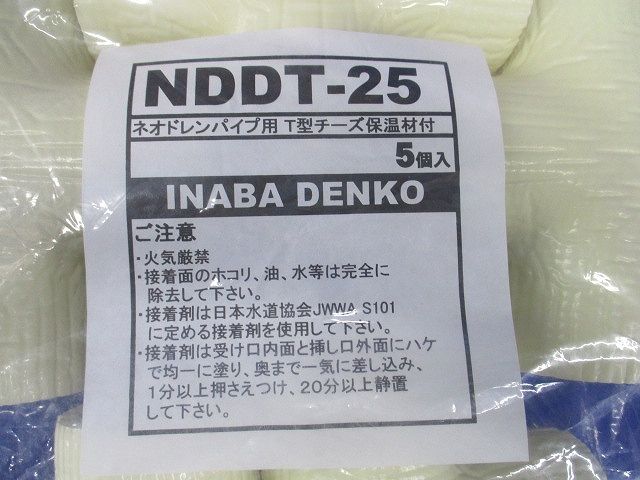 NDDT-25
ネオドレンパイプ用 T型チーズ保温材付
5個入
INABA DENKO
ご注意
・火気厳禁
・接着面のホコリ、油、水等は完全に
除去して下さい。
・接着剤は日本水道協会JWWA S101
に定める接着剤を使用して下さい。
・接着剤は受け口内面と挿し口外面にハケ
で均一に塗り、奥まで一気に差し込み、
1分以上押さえつけ、20分以上静置
して下さい。